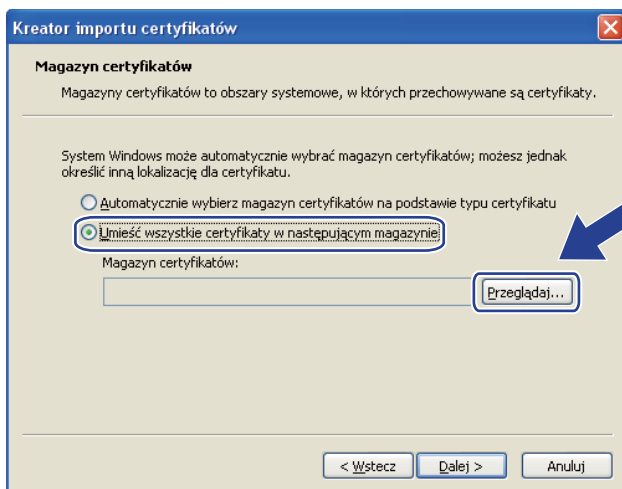 Kreator importu certyfikatów
Magazyn certyfikatów
Magazyny certyfikatów to obszary systemowe, w których przechowywane są certyfikaty.
System Windows może automatycznie wybrać magazyn certyfikatów; możesz jednak
określić inną lokalizację dla certyfikatu.
Automatycznie wybierz magazyn certyfikatów na podstawie typu certyfikatu
Umieść wszystkie certyfikaty w następującym magazynie
Magazyn certyfikatów:
Przeglądaj...
< Wstecz
Dalej >
Anuluj